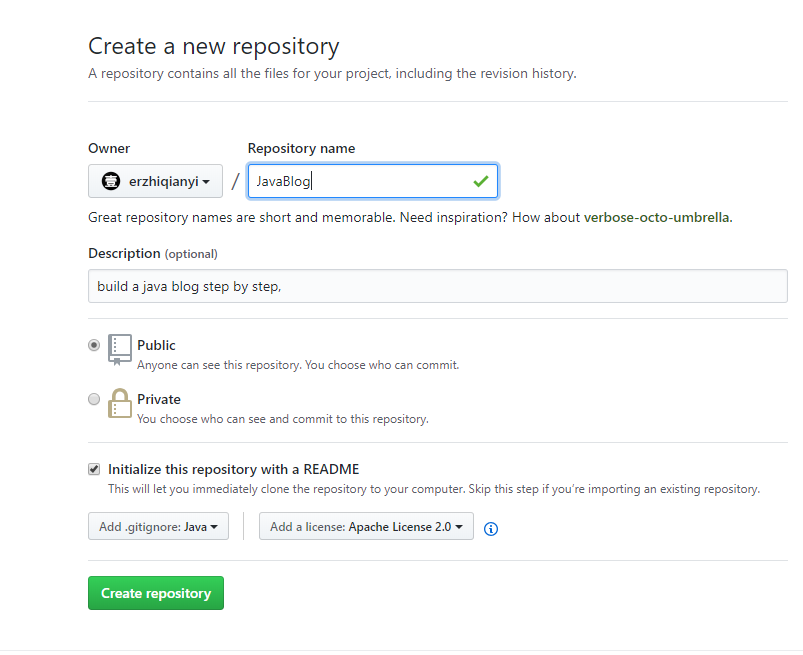 Create a new repository
A repository contains all the files for your project, including the revision history.
Owner
Repository name
壹 erzhiqianyi / JavaBlog
Great repository names are short and memorable. Need inspiration? How about verbose-octo-umbrella.
Description (optional)
build a java blog step by step,
Public
Anyone can see this repository. You choose who can commit.
Private
You choose who can see and commit to this repository.
Initialize this repository with a README
This will let you immediately clone the repository to your computer. Skip this step if you’re importing an existing repository.
Add .gitignore: Java
Add a license: Apache License 2.0
Create repository